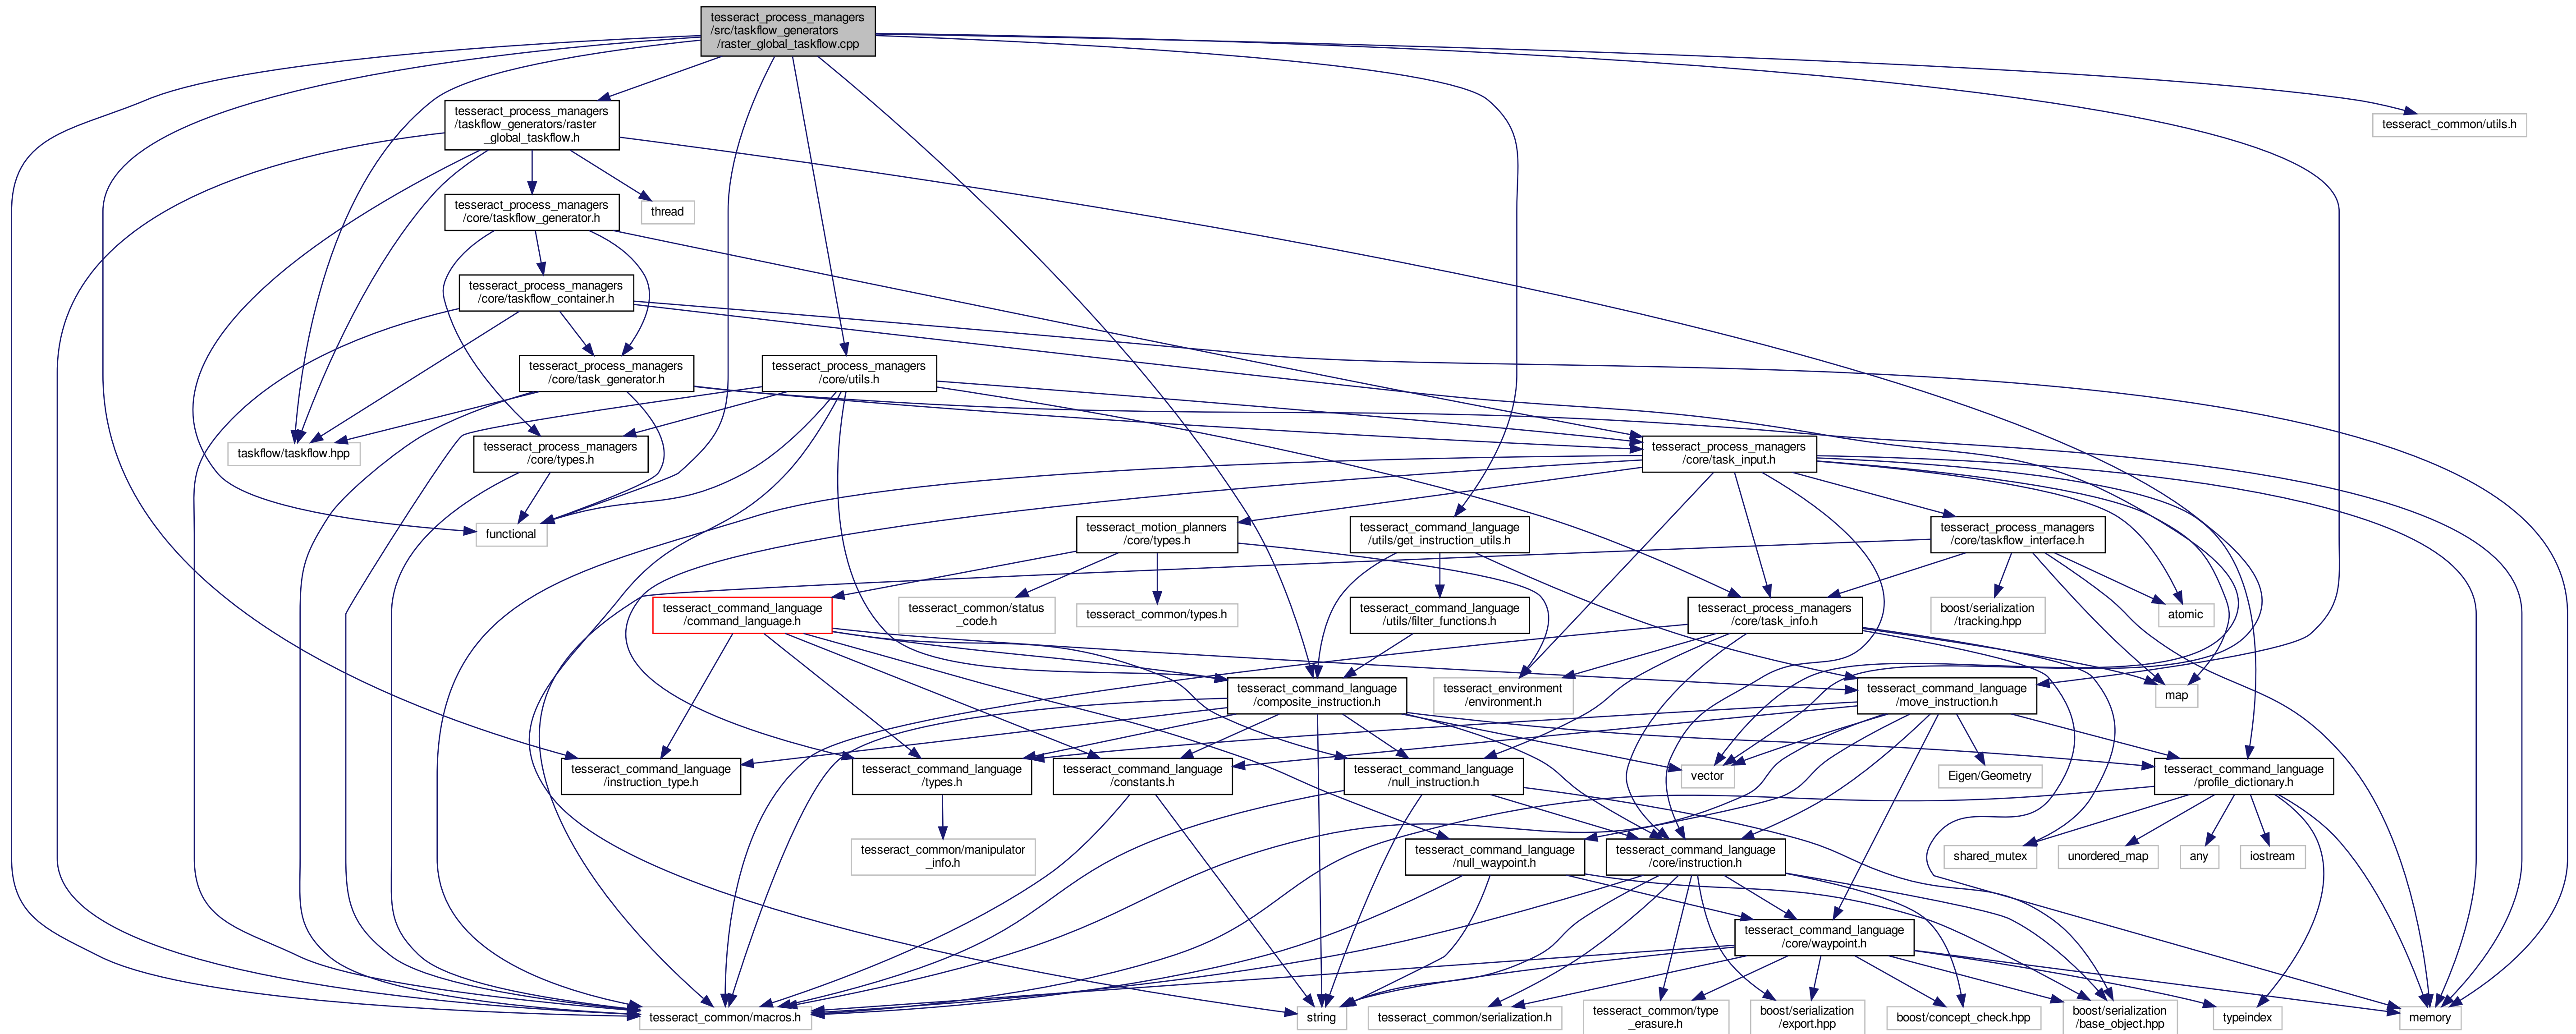 tesseract_process_managers
/src/taskflow_generators
/raster_global_taskflow.cpp
tesseract_process_managers
/taskflow_generators/raster
_global_taskflow.h
tesseract_common/utils.h
tesseract_process_managers
/core/taskflow_generator.h
thread
tesseract_process_managers
/core/taskflow_container.h
tesseract_process_managers
/core/task_generator.h
tesseract_process_managers
/core/utils.h
taskflow/taskflow.hpp
tesseract_process_managers
/core/types.h
tesseract_process_managers
/core/task_input.h
functional
tesseract_motion_planners
/core/types.h
tesseract_command_language
/utils/get_instruction_utils.h
tesseract_process_managers
/core/taskflow_interface.h
tesseract_command_language
/command_language.h
tesseract_common/status
_code.h
tesseract_common/types.h
tesseract_command_language
/utils/filter_functions.h
tesseract_process_managers
/core/task_info.h
boost/serialization
/tracking.hpp
atomic
tesseract_command_language
/composite_instruction.h
tesseract_environment
/environment.h
tesseract_command_language
/move_instruction.h
map
tesseract_command_language
/instruction_type.h
tesseract_command_language
/types.h
tesseract_command_language
/constants.h
tesseract_command_language
/null_instruction.h
vector
Eigen/Geometry
tesseract_command_language
/profile_dictionary.h
tesseract_common/manipulator
_info.h
tesseract_command_language
/null_waypoint.h
tesseract_command_language
/core/instruction.h
shared_mutex
unordered_map
any
iostream
tesseract_command_language
/core/waypoint.h
tesseract_common/macros.h
string
tesseract_common/serialization.h
tesseract_common/type
_erasure.h
boost/serialization
/export.hpp
boost/concept_check.hpp
boost/serialization
/base_object.hpp
typeindex
memory